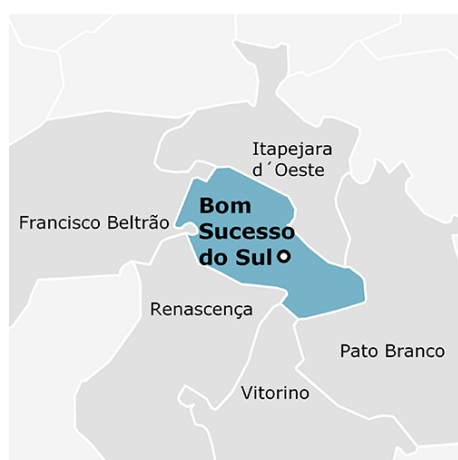 Itapejara
d´Oeste
Bom
Sucesso
do Sul
Francisco Beltrão
Renascença
Pato Branco
Vitorino